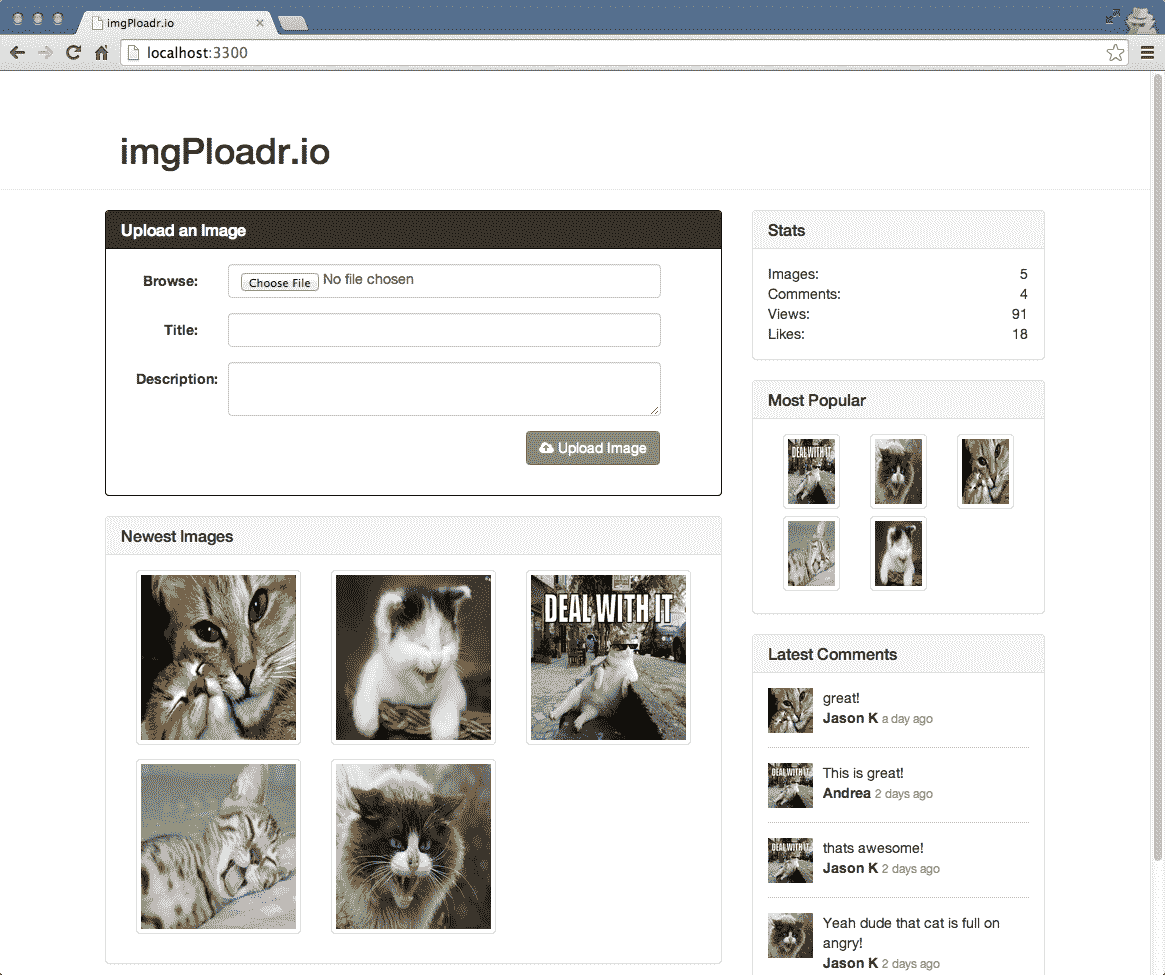 imgPloadr.io
localhost:3300
imgPloadr.io
Upload an Image
Browse:
Choose File No file chosen
Title:
Description:
Upload Image
Newest Images
DEAL WITH IT
Stats
Images: 5
Comments: 4
Views: 91
Likes: 18
Most Popular
DEAL WITH IT
Latest Comments
great!
Jason K a day ago
DEAL WITH IT
This is great!
Andrea 2 days ago
DEAL WITH IT
thats awesome!
Jason K 2 days ago
Yeah dude that cat is full on
angry!
Jason K 2 days ago